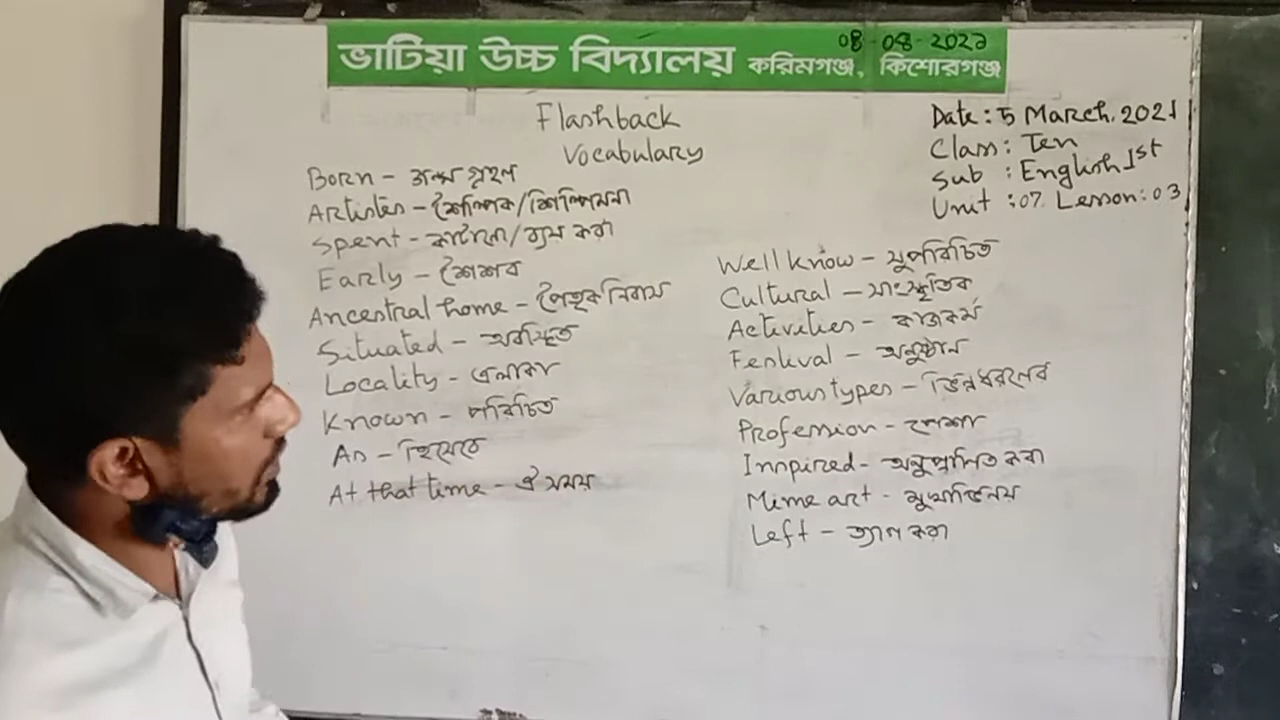 08-08-2021
ভাটিয়া উচ্চ বিদ্যালয় করিমগঞ্জ, কিশোরগঞ্জ
Flashback
Vocabulary
Date : 5 March, 2021
Class : Ten
Sub : English 1st
Unit : 07. Lesson : 03
Born - জন্ম গ্রহণ
Artistes - শৈল্পিক/শিল্পিমনা
Spent - কাটানো/ব্যয় করা
Early - শৈশব
Ancestral home - পৈতৃক নিবাস
Situated - অবস্থিত
Locality - এলাকা
Known - পরিচিত
As - হিসেবে
At that time - ঐ সময়
Well know - সুপরিচিত
Cultural - সাংস্কৃতিক
Activities - কাজকর্ম
Festival - অনুষ্ঠান
Various types - ভিন্ন ধরণের
Profession - পেশা
Inspired - অনুপ্রাণিত করা
Mime art - মুখাভিনয়
Left - ত্যাগ করা